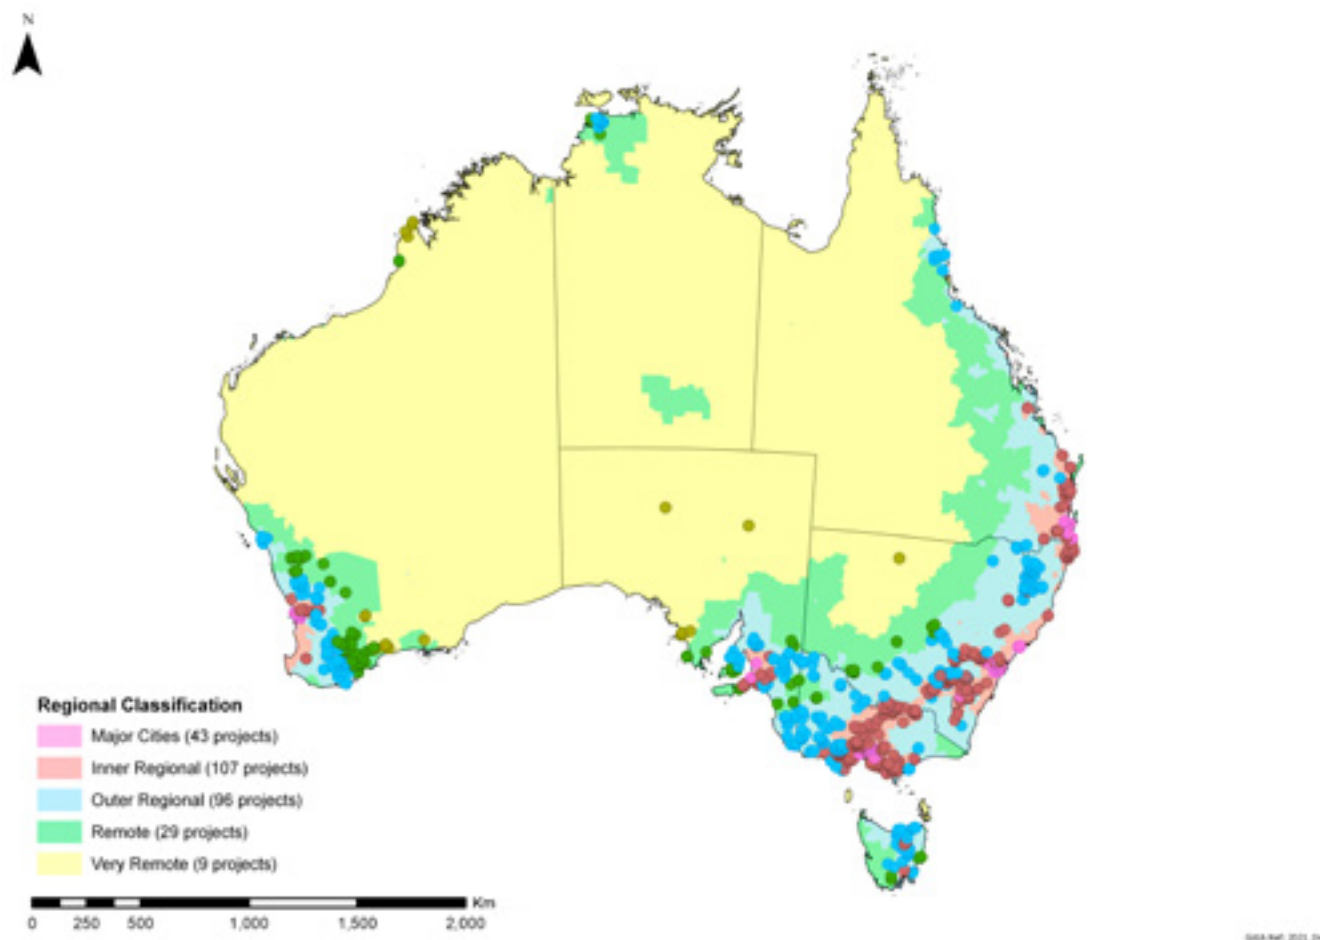 N
Regional Classification
Major Cities (43 projects)
Inner Regional (107 projects)
Outer Regional (96 projects)
Remote (29 projects)
Very Remote (9 projects)
Km
0 250 500 1,000 1,500 2,000